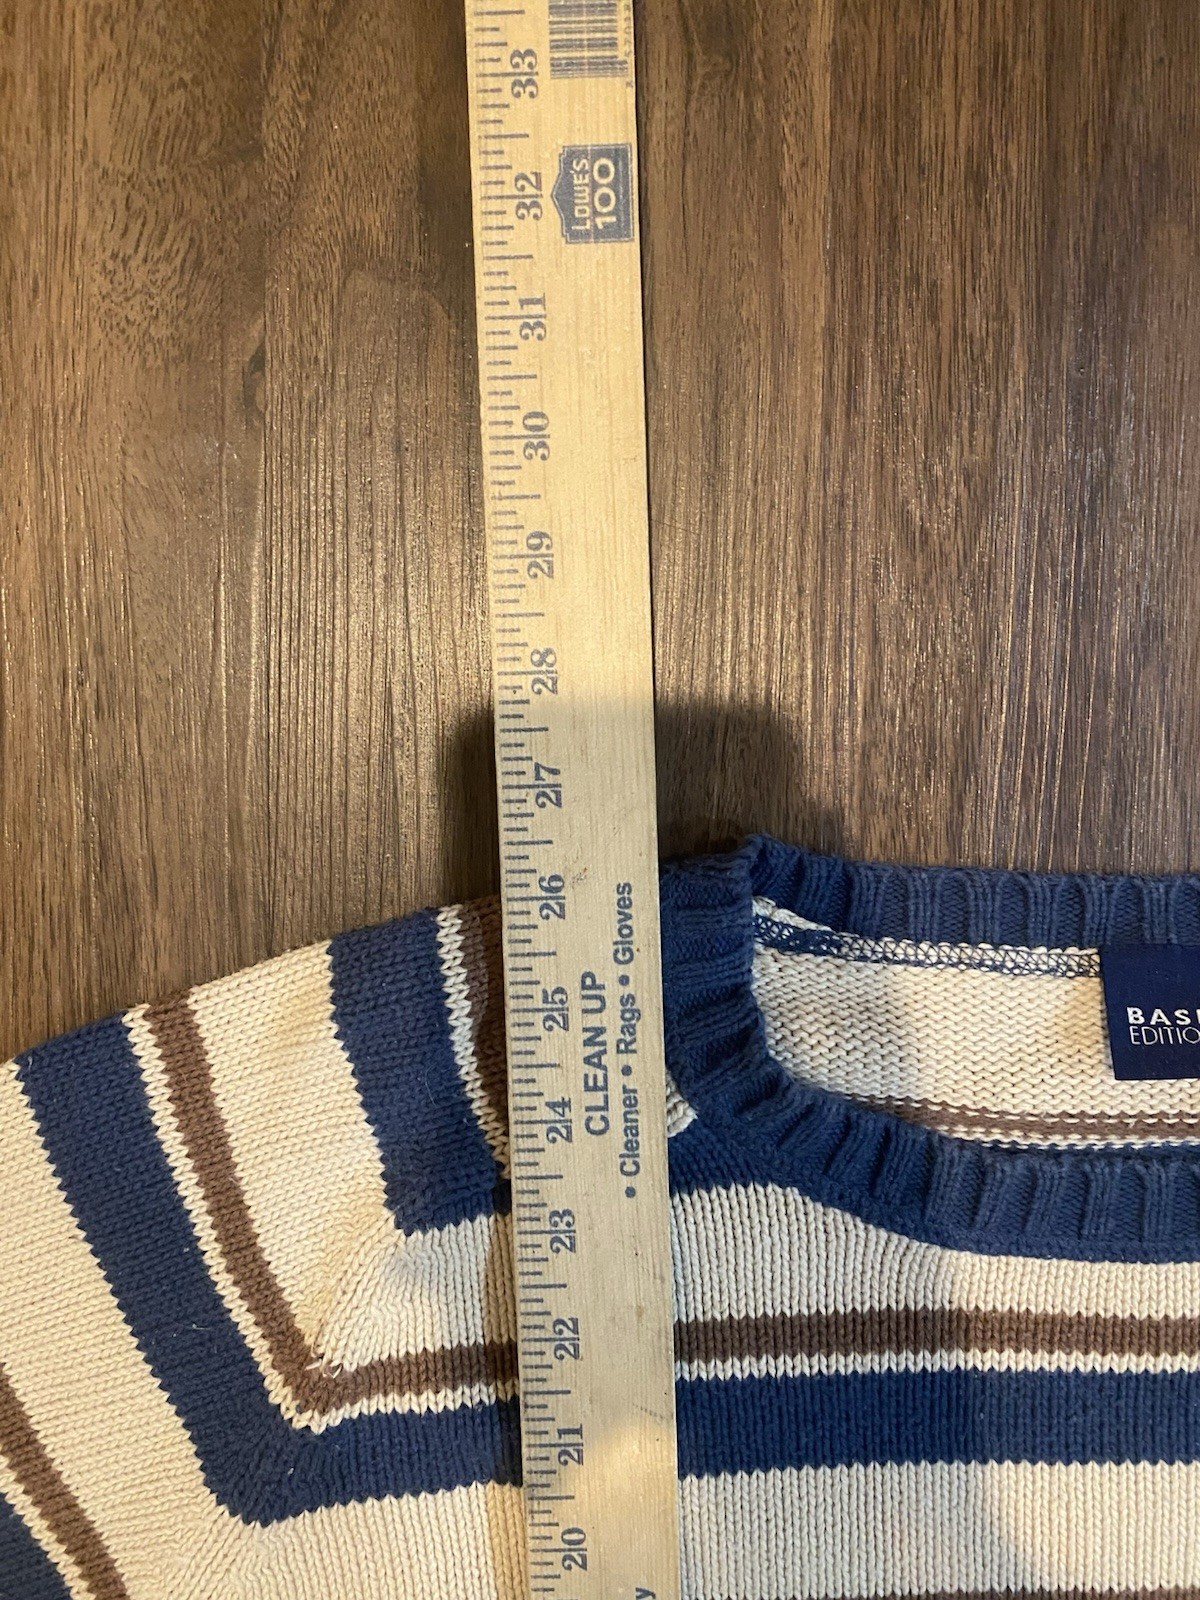 33
LOWE'S
100
32
31
30
29
28
27
26
25
24
23
22
21
20
CLEAN UP
• Cleaner • Rags • Gloves
y
BASI
EDITIO